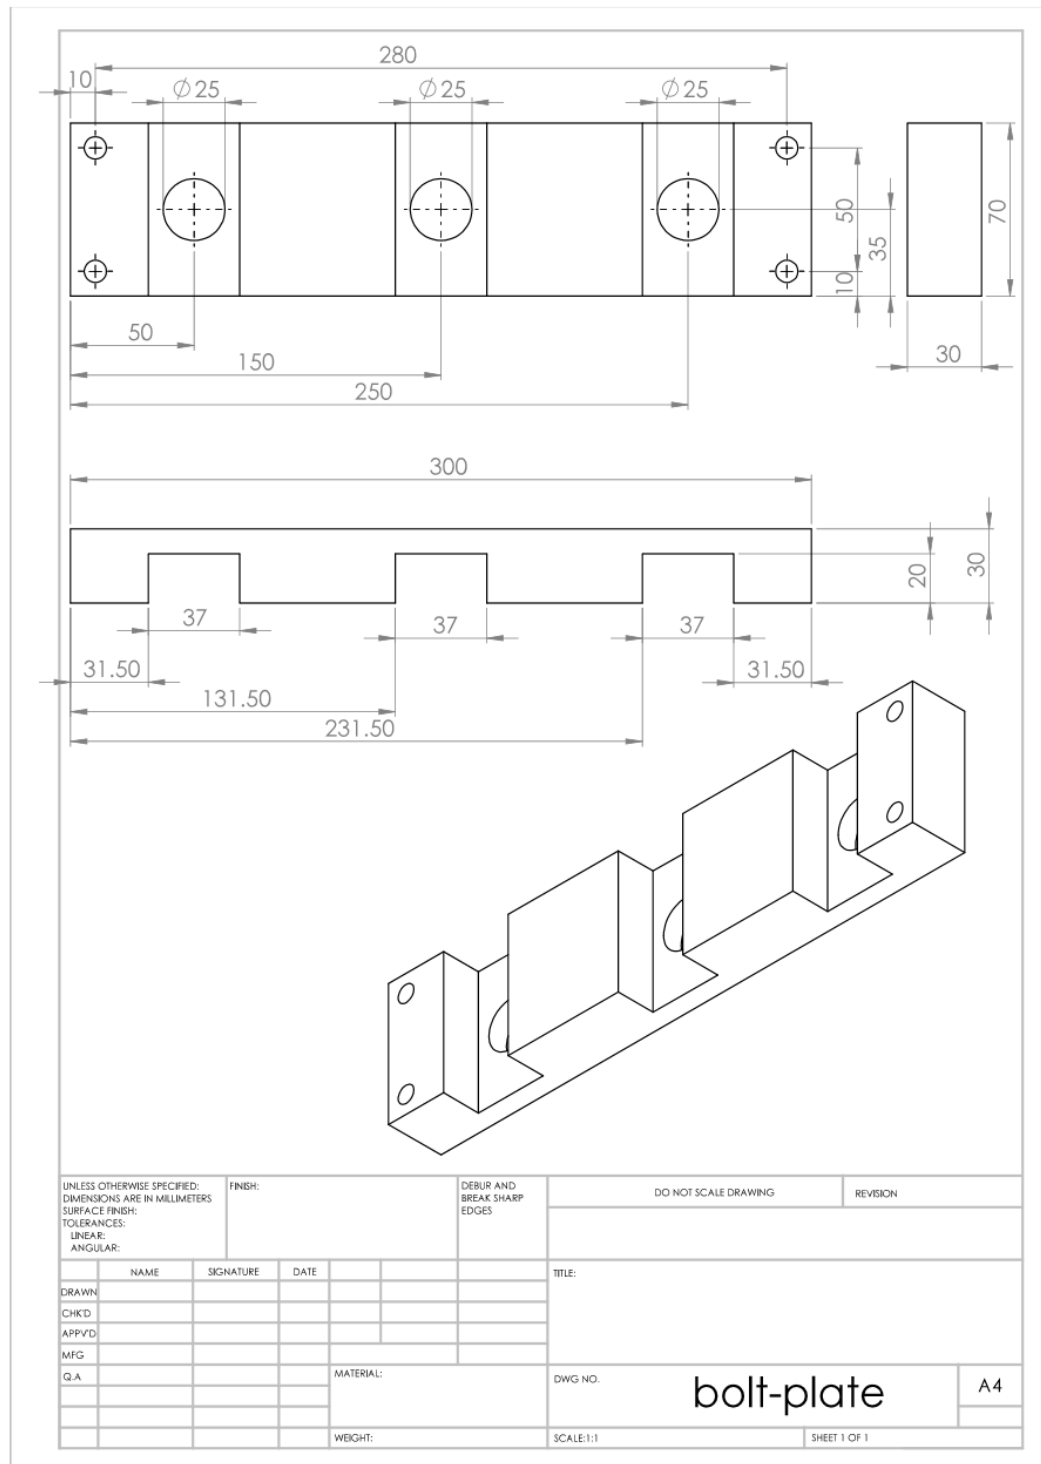 280
10
∅25 ∅25 ∅25
50
35
10
70
30
50
150
250
300
20
30
37
37
37
31.50
31.50
131.50
231.50
UNLESS OTHERWISE SPECIFIED:
DIMENSIONS ARE IN MILLIMETERS
SURFACE FINISH:
TOLERANCES:
LINEAR:
ANGULAR:
FINISH:
DEBUR AND
BREAK SHARP
EDGES
DO NOT SCALE DRAWING
REVISION
NAME SIGNATURE DATE
DRAWN
CHK'D
APPV'D
MFG
Q.A
TITLE:
MATERIAL:
DWG NO.
bolt-plate
A4
WEIGHT:
SCALE:1:1
SHEET 1 OF 1